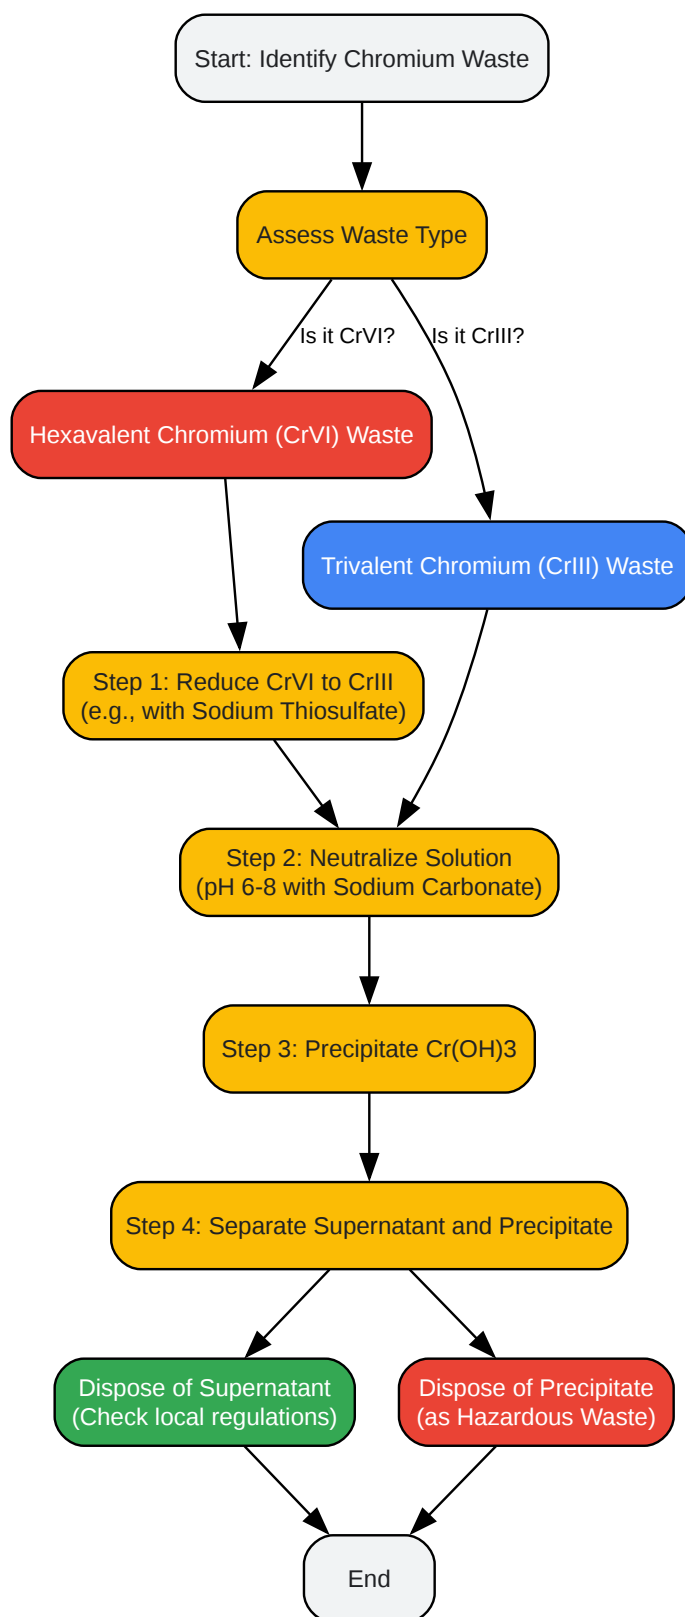 Start: Identify Chromium Waste
Assess Waste Type
Is it CrVI?
Is it CrIII?
Hexavalent Chromium (CrVI) Waste
Trivalent Chromium (CrIII) Waste
Step 1: Reduce CrVI to CrIII
(e.g., with Sodium Thiosulfate)
Step 2: Neutralize Solution
(pH 6-8 with Sodium Carbonate)
Step 3: Precipitate Cr(OH)3
Step 4: Separate Supernatant and Precipitate
Dispose of Supernatant
(Check local regulations)
Dispose of Precipitate
(as Hazardous Waste)
End